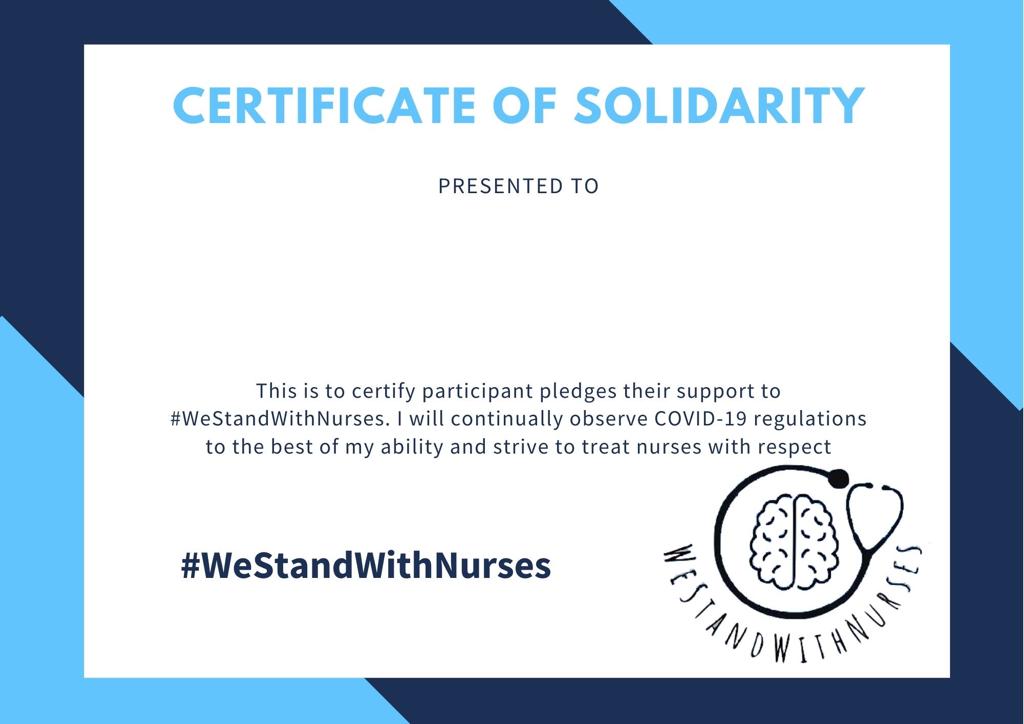 CERTIFICATE OF SOLIDARITY
PRESENTED TO
This is to certify participant pledges their support to
#WeStandWithNurses. I will continually observe COVID-19 regulations
to the best of my ability and strive to treat nurses with respect
#WeStandWithNurses
WESTANDWITHNURSES